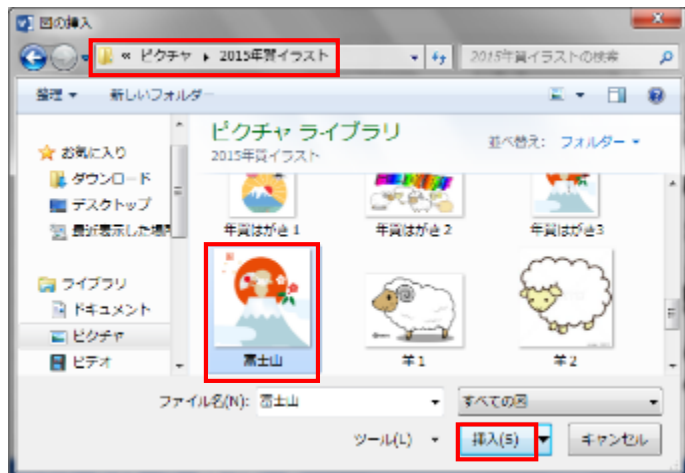 図の挿入
« ピクチャ ▸ 2015年賀イラスト
2015年賀イラストの検索
整理 ▼ 新しいフォルダー
お気に入り
ダウンロード
デスクトップ
最近表示した場所
ライブラリ
ドキュメント
ピクチャ
ビデオ
ピクチャ ライブラリ
2015年賀イラスト
並べ替え: フォルダー ▼
年賀はがき1
年賀はがき2
年賀はがき3
富士山
羊1
羊2
ファイル名(N): 富士山
すべての図
ツール(L) ▼ 挿入(S) ▼ キャンセル